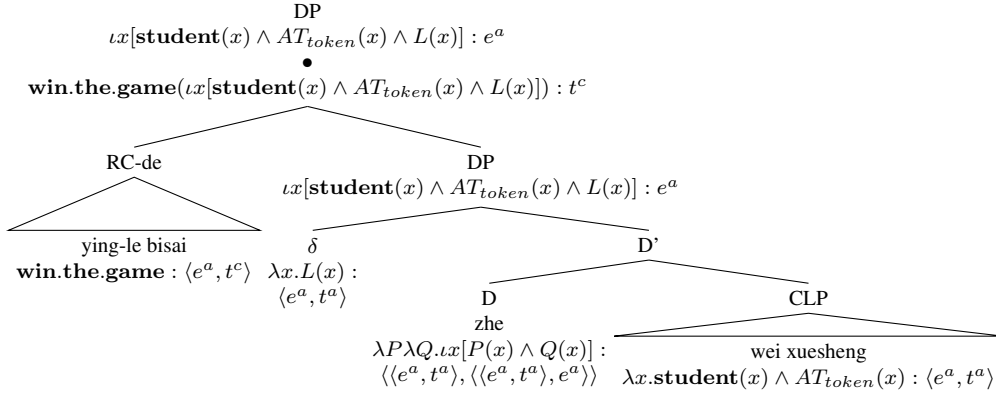 DP
ιx[student(x) ∧ AT_token(x) ∧ L(x)] : e^a
•
win.the.game(ιx[student(x) ∧ AT_token(x) ∧ L(x)]) : t^c
RC-de DP
ιx[student(x) ∧ AT_token(x) ∧ L(x)] : e^a
ying-le bisai δ D’
win.the.game : ⟨e^a, t^c⟩ λx.L(x) :
⟨e^a, t^a⟩ D CLP
zhe
λPλQ.ιx[P(x) ∧ Q(x)] : wei xuesheng
⟨⟨e^a, t^a⟩, ⟨⟨e^a, t^a⟩, e^a⟩⟩ λx.student(x) ∧ AT_token(x) : ⟨e^a, t^a⟩